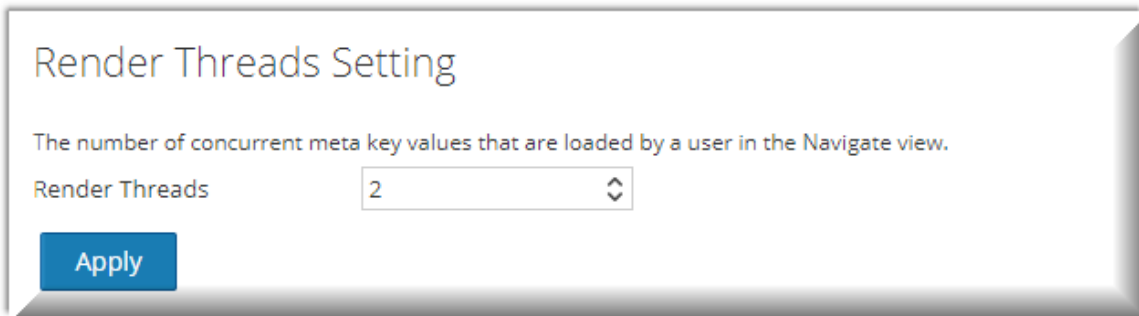 Render Threads Setting
The number of concurrent meta key values that are loaded by a user in the Navigate view.
Render Threads 2
Apply